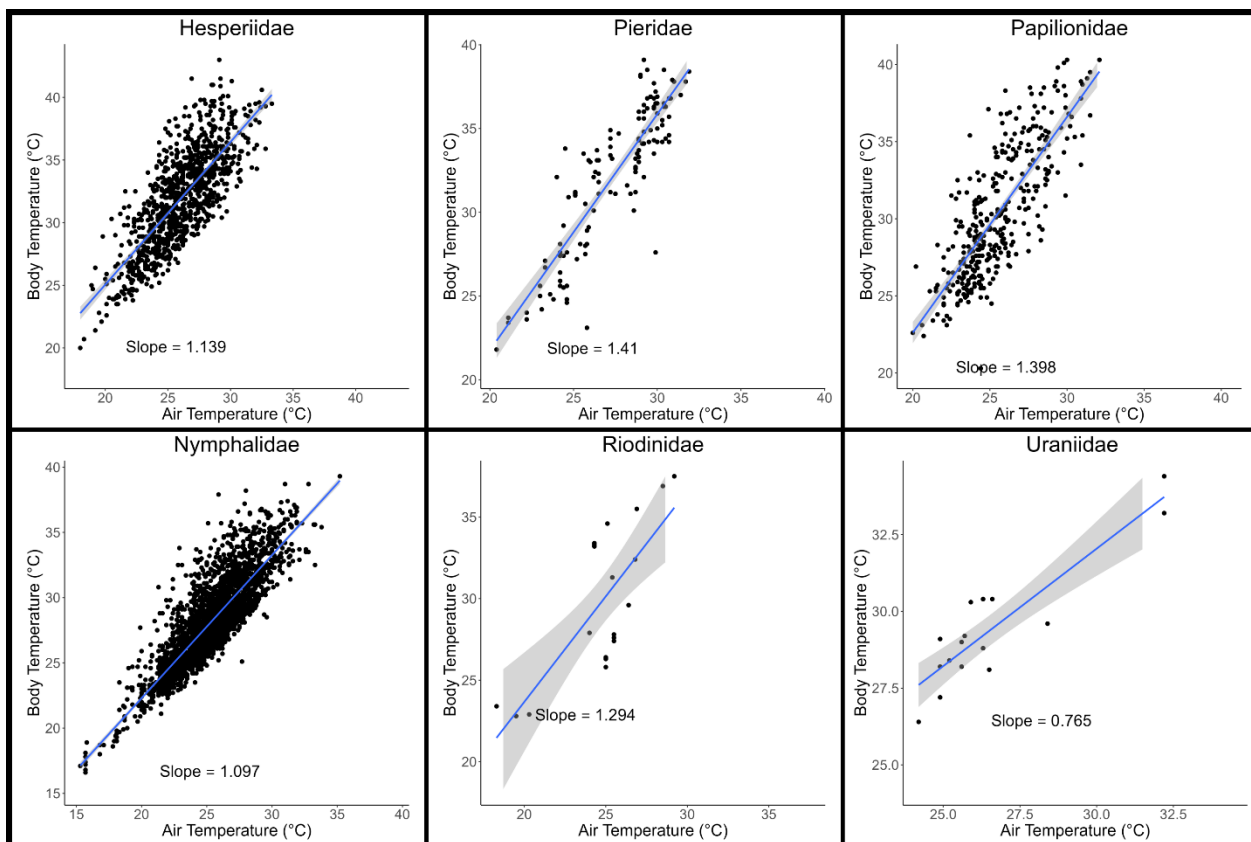 Hesperiidae
Body Temperature (°C)
40
35
30
25
20
Slope = 1.139
20
25
30
35
40
Air Temperature (°C)
Pieridae
Body Temperature (°C)
40
35
30
25
20
Slope = 1.41
20
25
30
35
40
Air Temperature (°C)
Papilionidae
Body Temperature (°C)
40
35
30
25
20
Slope = 1.398
20
25
30
35
40
Air Temperature (°C)
Nymphalidae
Body Temperature (°C)
40
35
30
25
20
15
Slope = 1.097
15
20
25
30
35
40
Air Temperature (°C)
Riodinidae
Body Temperature (°C)
35
30
25
20
Slope = 1.294
20
25
30
35
Air Temperature (°C)
Uraniidae
Body Temperature (°C)
32.5
30.0
27.5
25.0
Slope = 0.765
25.0
27.5
30.0
32.5
Air Temperature (°C)